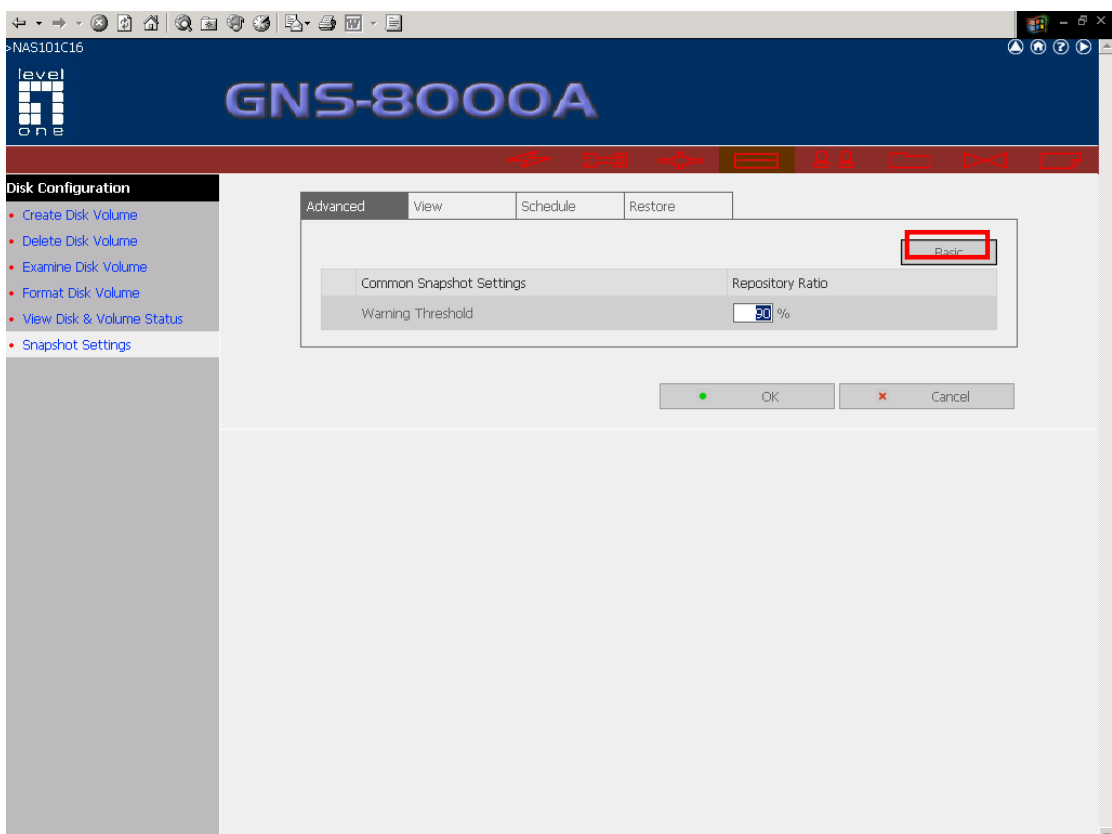 >NAS101C16
level
one
GNS-8000A
Disk Configuration
Create Disk Volume
Delete Disk Volume
Examine Disk Volume
Format Disk Volume
View Disk & Volume Status
Snapshot Settings
Advanced View Schedule Restore
Basic
Common Snapshot Settings Repository Ratio
Warning Threshold 90 %
OK Cancel